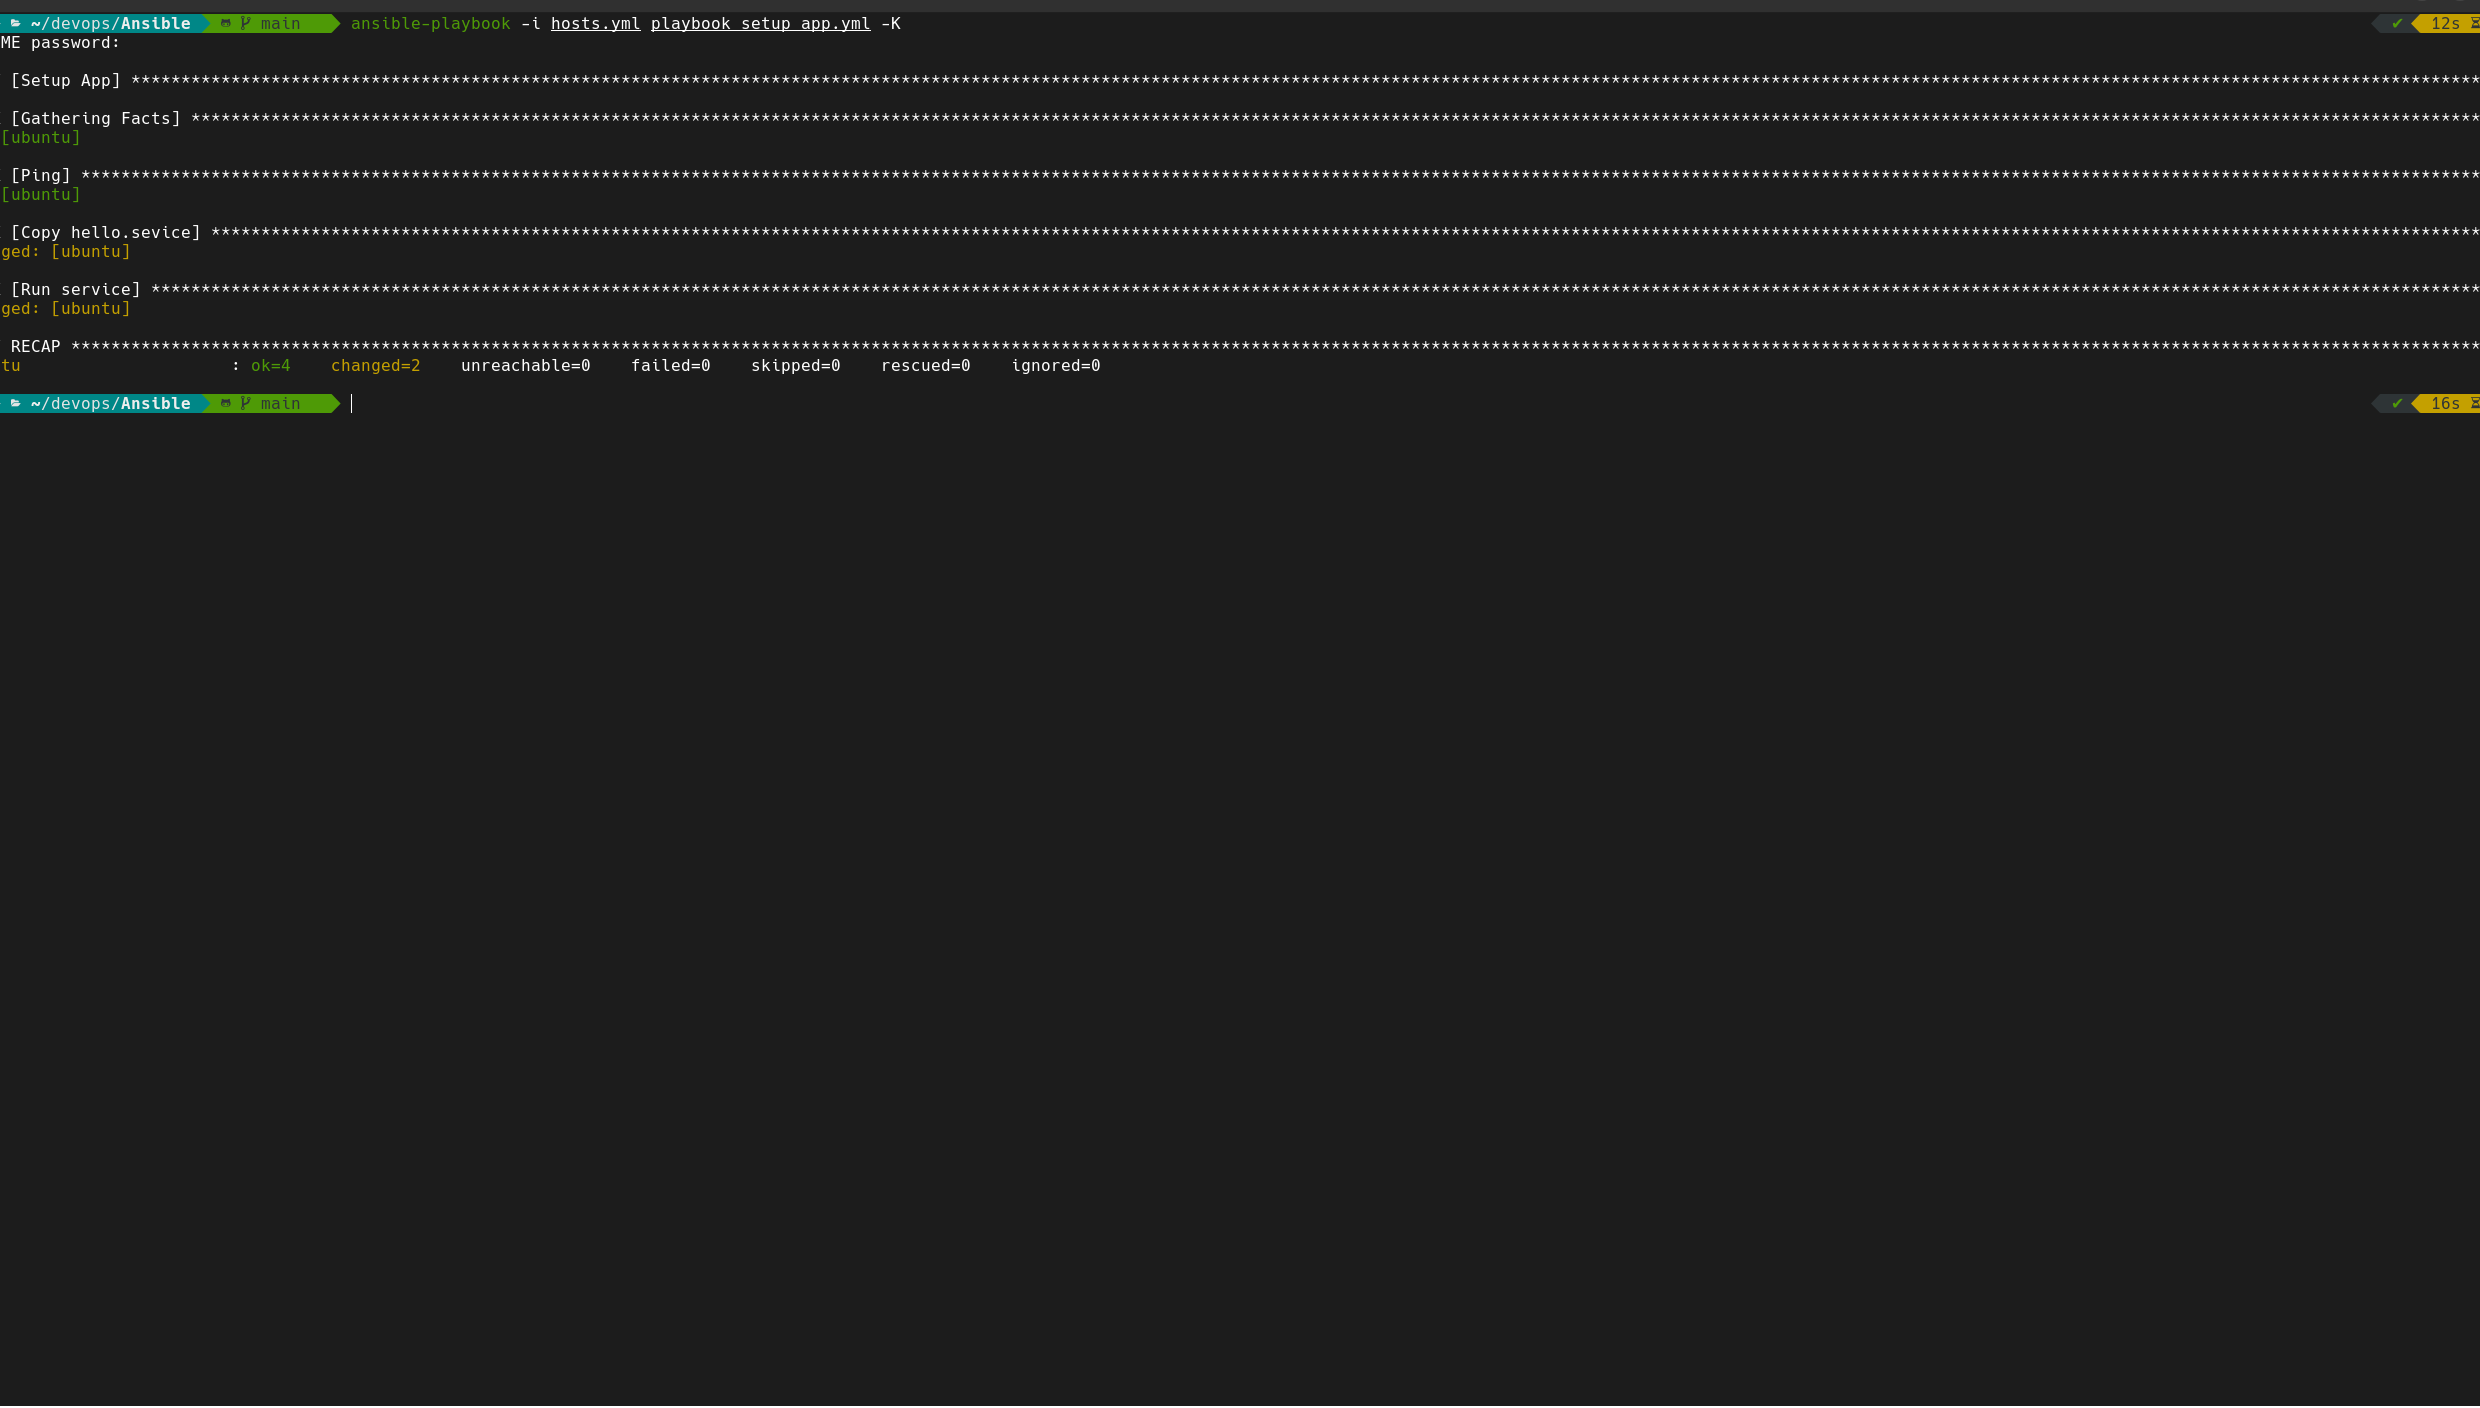 ~/devops/Ansible main ansible-playbook -i hosts.yml playbook_setup_app.yml -K ✔ 12s
ME password:
[Setup App] ****************************************************************************************************************************************************************************************************************************************
[Gathering Facts] **********************************************************************************************************************************************************************************************************************************
[ubuntu]
[Ping] *********************************************************************************************************************************************************************************************************************************************
[ubuntu]
[Copy hello.sevice] ********************************************************************************************************************************************************************************************************************************
ged: [ubuntu]
[Run service] **************************************************************************************************************************************************************************************************************************************
ged: [ubuntu]
RECAP **********************************************************************************************************************************************************************************************************************************************
tu : ok=4 changed=2 unreachable=0 failed=0 skipped=0 rescued=0 ignored=0
~/devops/Ansible main ✔ 16s